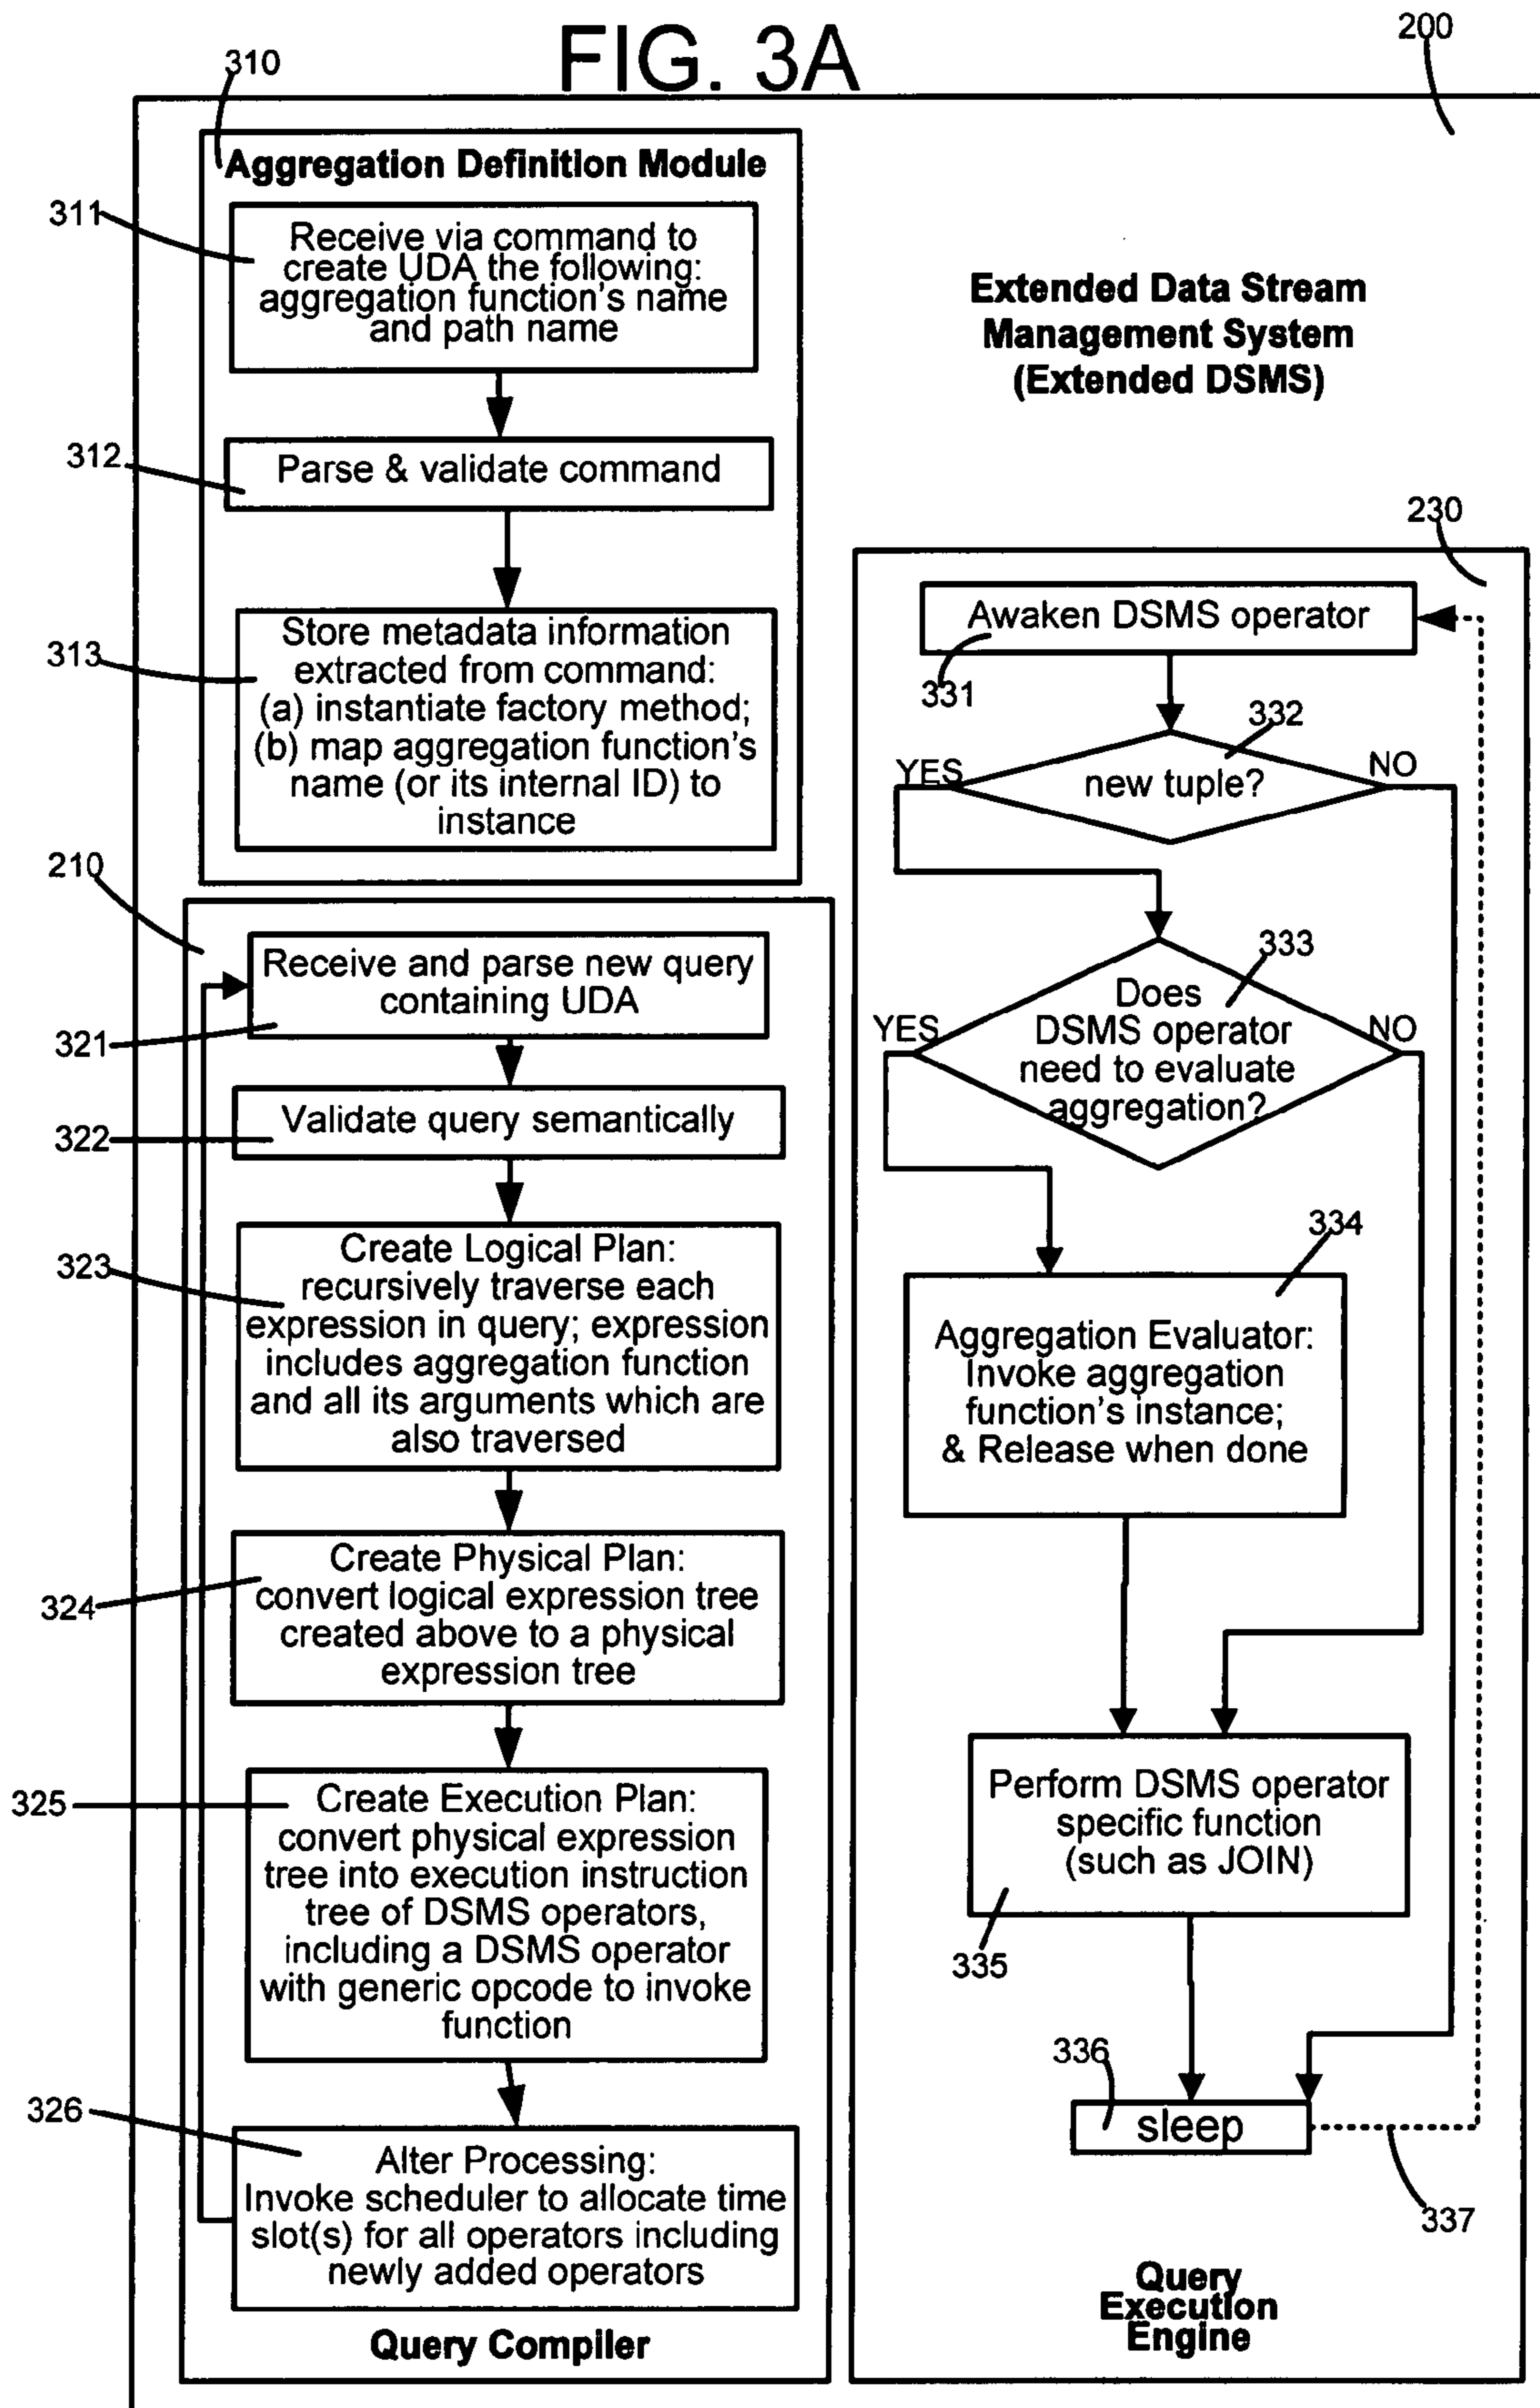 FIG. 3A
200
310
Aggregation Definition Module
311
Receive via command to
create UDA the following:
aggregation function's name
and path name
312
Parse & validate command
313
Store metadata information
extracted from command:
(a) instantiate factory method;
(b) map aggregation function's
name (or its internal ID) to
instance
210
Receive and parse new query
containing UDA
321
Validate query semantically
322
Create Logical Plan:
recursively traverse each
expression in query; expression
includes aggregation function
and all its arguments which are
also traversed
323
Create Physical Plan:
convert logical expression tree
created above to a physical
expression tree
324
325
Create Execution Plan:
convert physical expression
tree into execution instruction
tree of DSMS operators,
including a DSMS operator
with generic opcode to invoke
function
326
Alter Processing:
Invoke scheduler to allocate time
slot(s) for all operators including
newly added operators
Query Compiler
Extended Data Stream
Management System
(Extended DSMS)
230
Awaken DSMS operator
331
332
YES
new tuple?
NO
333
YES
Does
DSMS operator
need to evaluate
aggregation?
NO
334
Aggregation Evaluator:
Invoke aggregation
function's instance;
& Release when done
Perform DSMS operator
specific function
(such as JOIN)
335
336
sleep
337
Query
Execution
Engine